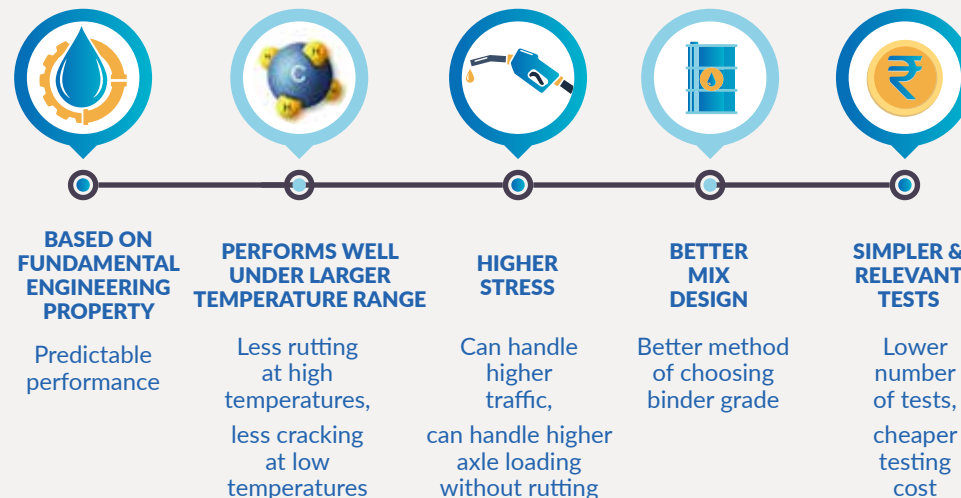 C
H
H
H
H
₹
BASED ON
FUNDAMENTAL
ENGINEERING
PROPERTY
Predictable
performance
PERFORMS WELL
UNDER LARGER
TEMPERATURE RANGE
Less rutting
at high
temperatures,
less cracking
at low
temperatures
HIGHER
STRESS
Can handle
higher
traffic,
can handle higher
axle loading
without rutting
BETTER
MIX
DESIGN
Better method
of choosing
binder grade
SIMPLER &
RELEVANT
TESTS
Lower
number
of tests,
cheaper
testing
cost